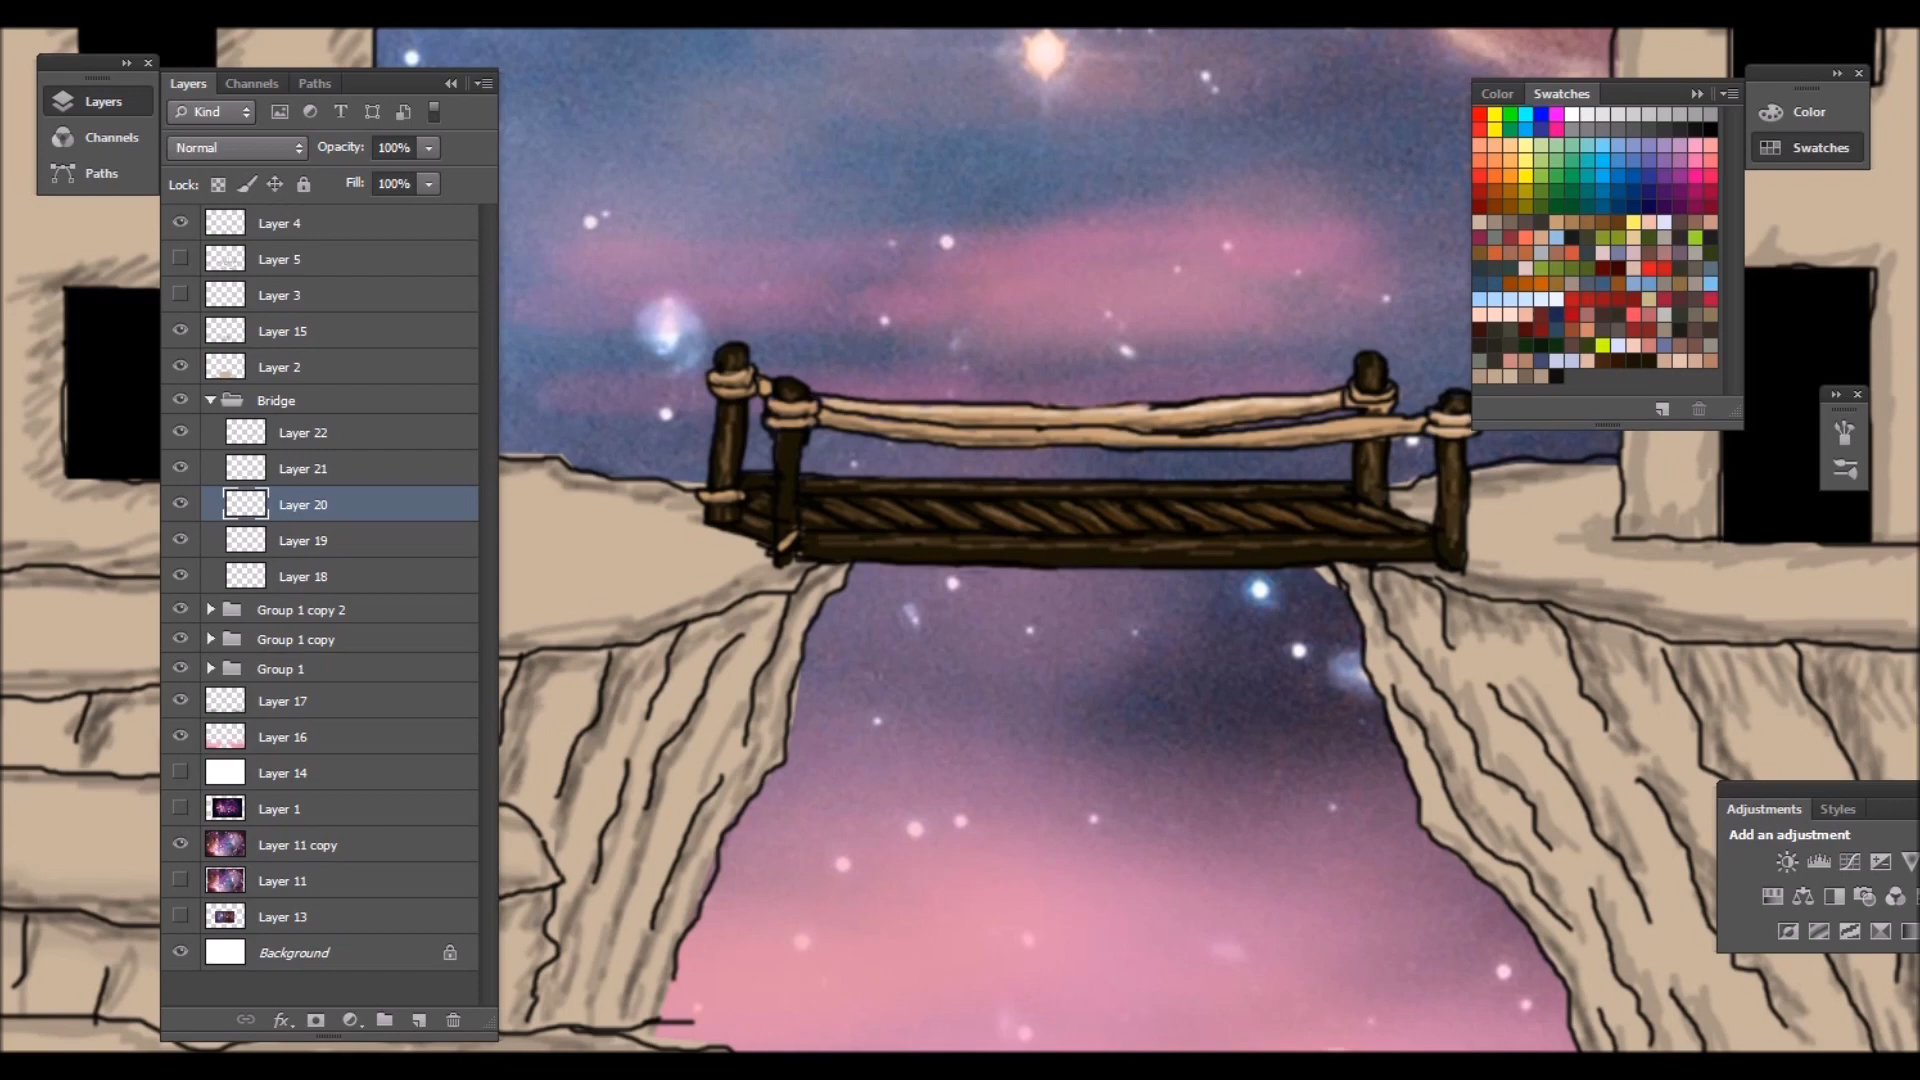 Layers
Channels
Paths
Layers Channels Paths
Kind
Normal Opacity: 100%
Lock: Fill: 100%
Layer 4
Layer 5
Layer 3
Layer 15
Layer 2
Bridge
Layer 22
Layer 21
Layer 20
Layer 19
Layer 18
Group 1 copy 2
Group 1 copy
Group 1
Layer 17
Layer 16
Layer 14
Layer 1
Layer 11 copy
Layer 11
Layer 13
Background
fx
Color Swatches
Color
Swatches
Adjustments Styles
Add an adjustment